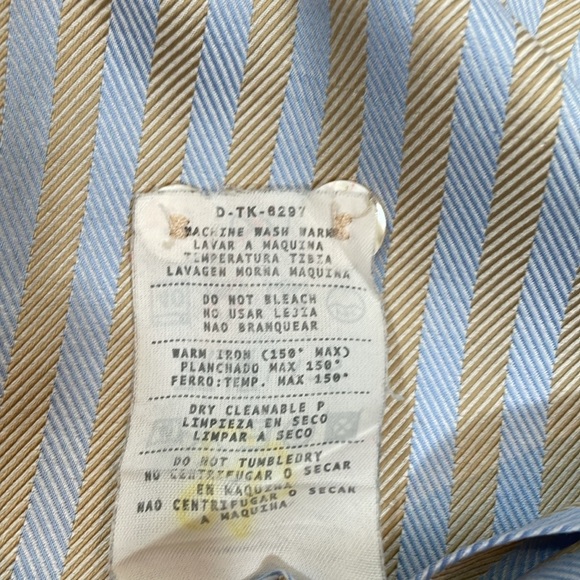 D-TK-6297
MACHINE WASH WARM
LAVAR A MAQUINA
TEMPERATURA TIBIA
LAVAGEM MORNA MAQUINA
DO NOT BLEACH
NO USAR LEJIA
NAO BRANQUEAR
WARM IRON (150° MAX)
PLANCHADO MAX 150°
FERRO:TEMP. MAX 150°
DRY CLEANABLE P
LIMPIEZA EN SECO
LIMPAR A SECO
DO NOT TUMBLEDRY
NO CENTRIFUGAR O SECAR
EN MAQUINA
NAO CENTRIFUGAR O SECAR
A MAQUINA